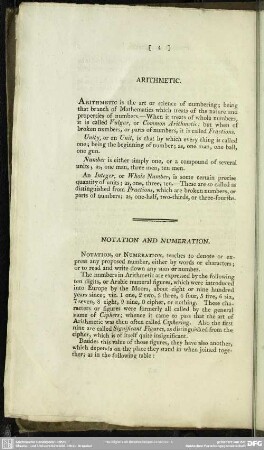 [ 2 ]
ARITHMETIC.
ARITHMETIC is the art or science of numbering; being
that branch of Mathematics which treats of the nature and
properties of numbers.—When it treats of whole numbers,
it is called Vulgar, or Common Arithmetic; but when of
broken numbers, or parts of numbers, it is called Fractions.
Unity, or an Unit, is that by which every thing is called
one; being the beginning of number; as, one man, one ball,
one gun.
Number is either simply one, or a compound of several
units; as, one man, three men, ten men.
An Integer, or Whole Number, is some certain precise
quantity of units; as, one, three, ten.—These are so called as
distinguished from Fractions, which are broken numbers, or
parts of numbers; as, one-half, two-thirds, or three-fourths.
NOTATION AND NUMERATION.
NOTATION, or NUMERATION, teaches to denote or ex-
press any proposed number, either by words or characters;
or to read and write down any sum or number.
The numbers in Arithmetic are expressed by the following
ten digits, or Arabic numeral figures, which were introduced
into Europe by the Moors, about eight or nine hundred
years since; viz. 1 one, 2 two, 3 three, 4 four, 5 five, 6 six,
7 seven, 8 eight, 9 nine, 0 cipher, or nothing. These cha-
racters or figures were formerly all called by the general
name of Ciphers; whence it came to pass that the art of
Arithmetic was then often called Ciphering. Also the first
nine are called Significant Figures, as distinguished from the
cipher, which is of itself quite insignificant.
Besides this value of those figures, they have also another,
which depends on the place they stand in when joined toge-
ther; as in the following table: